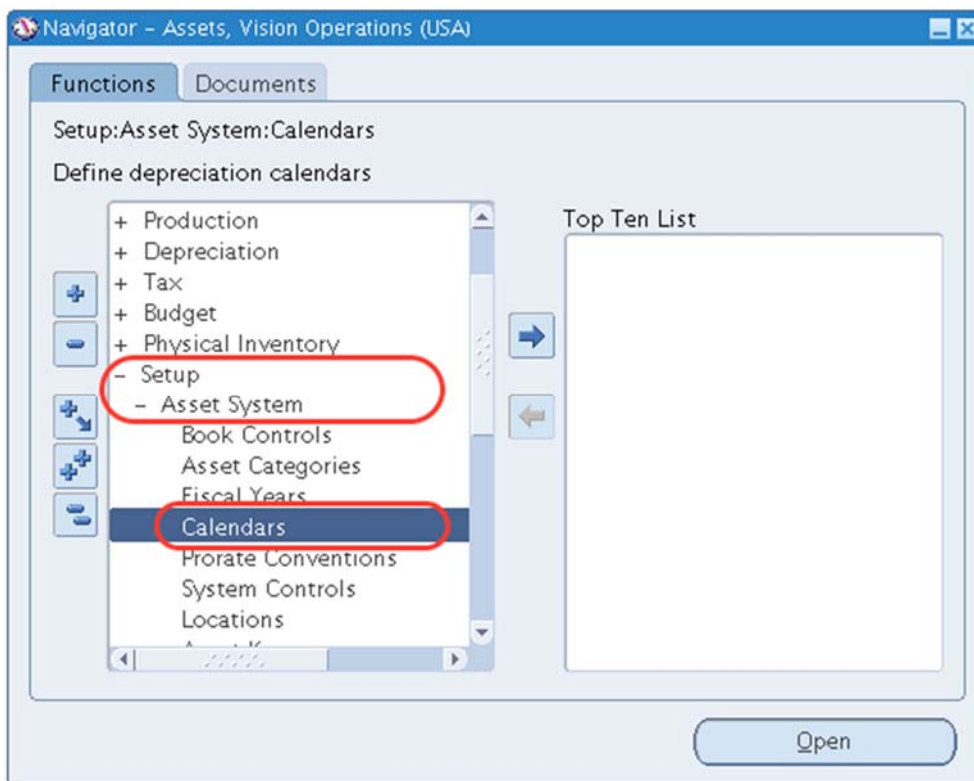 Navigator – Assets, Vision Operations (USA)
Functions
Documents
Setup:Asset System:Calendars
Define depreciation calendars
+ Production
+ Depreciation
+ Tax
+ Budget
+ Physical Inventory
– Setup
– Asset System
Book Controls
Asset Categories
Fiscal Years
Calendars
Prorate Conventions
System Controls
Locations
Top Ten List
Open